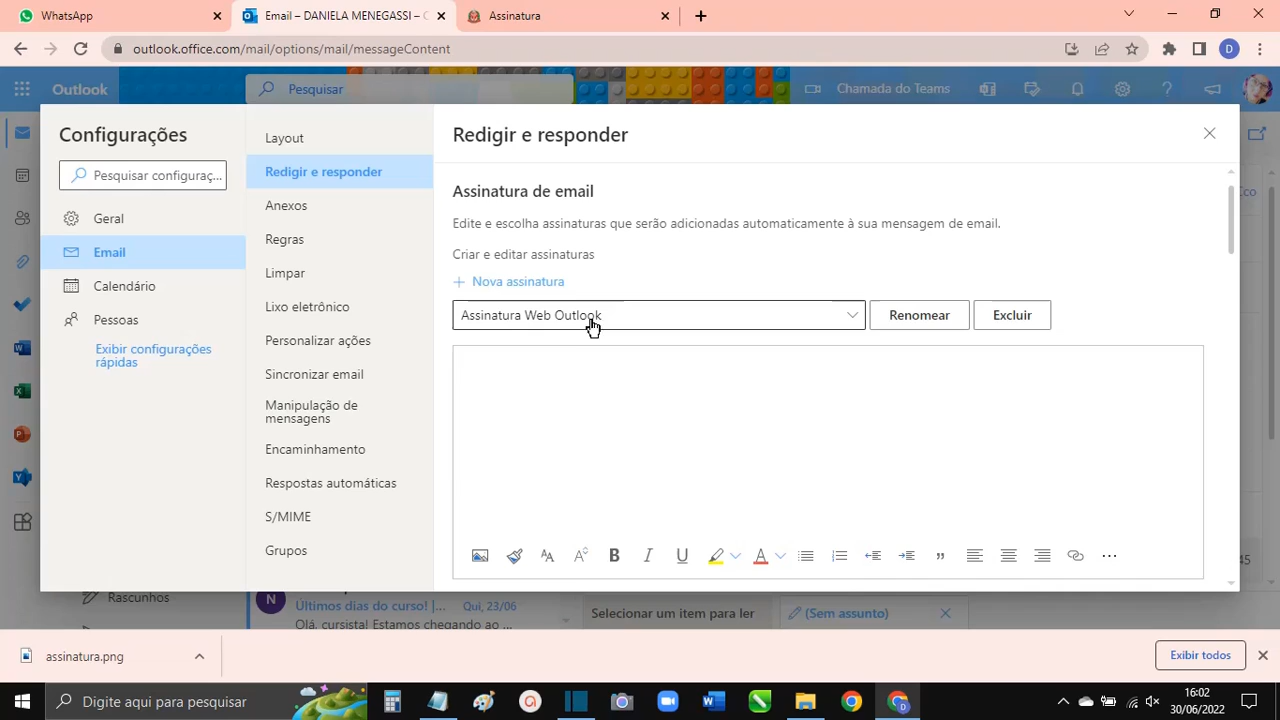 WhatsApp
Email – DANIELA MENEGASSI –
Assinatura
outlook.office.com/mail/options/mail/messageContent
D
Outlook
Pesquisar
Chamada do Teams
Configurações
Pesquisar configuraç...
Geral
Email
Calendário
Pessoas
Exibir configurações
rápidas
Layout
Redigir e responder
Anexos
Regras
Limpar
Lixo eletrônico
Personalizar ações
Sincronizar email
Manipulação de
mensagens
Encaminhamento
Respostas automáticas
S/MIME
Grupos
Redigir e responder
Assinatura de email
Edite e escolha assinaturas que serão adicionadas automaticamente à sua mensagem de email.
Criar e editar assinaturas
Nova assinatura
Assinatura Web Outlook
Renomear
Excluir
Cco
45
Rascunhos
N
Últimos dias do curso! |...
Qui, 23/06
Olá, cursista! Estamos chegando ao ...
Selecionar um item para ler
(Sem assunto)
assinatura.png
Exibir todos
Digite aqui para pesquisar
16:02
30/06/2022